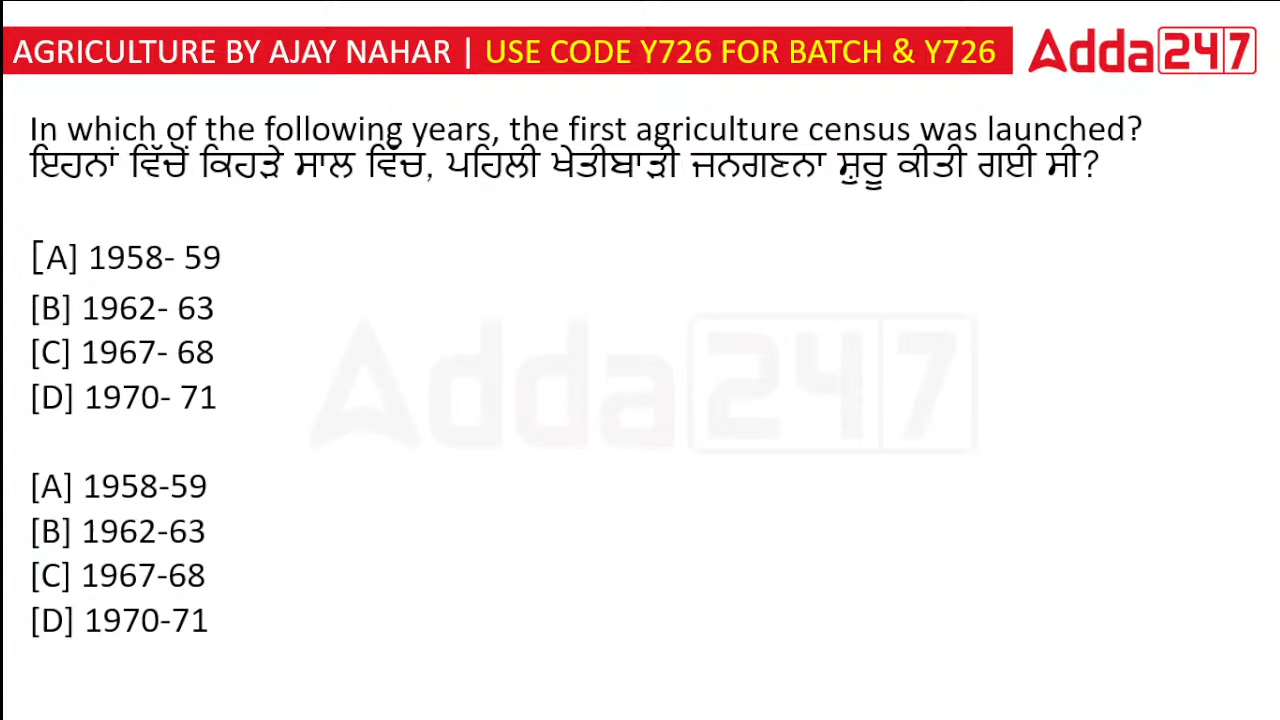 AGRICULTURE BY AJAY NAHAR | USE CODE Y726 FOR BATCH & Y726
Adda247
In which of the following years, the first agriculture census was launched?
ਇਹਨਾਂ ਵਿੱਚੋਂ ਕਿਹੜੇ ਸਾਲ ਵਿੱਚ, ਪਹਿਲੀ ਖੇਤੀਬਾੜੀ ਜਨਗਣਨਾ ਸ਼ੁਰੂ ਕੀਤੀ ਗਈ ਸੀ?
[A] 1958- 59
[B] 1962- 63
[C] 1967- 68
[D] 1970- 71
Adda247
[A] 1958-59
[B] 1962-63
[C] 1967-68
[D] 1970-71